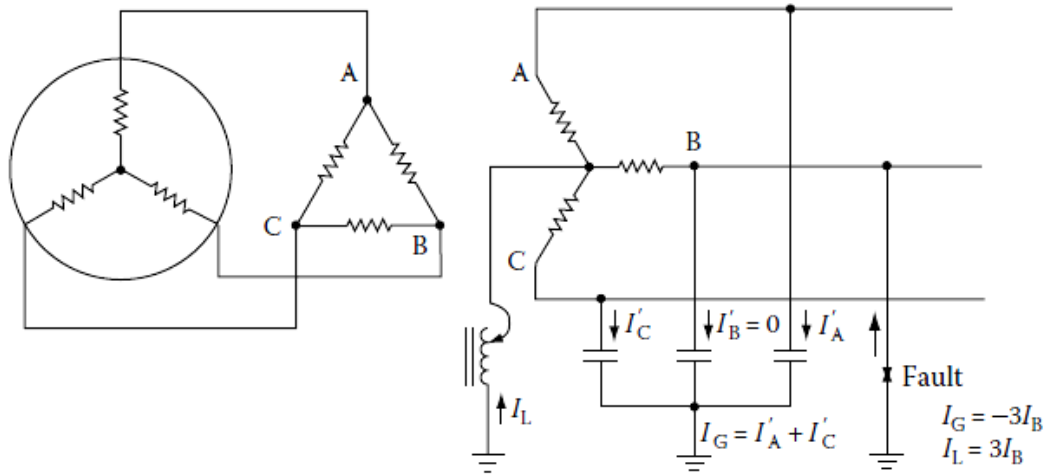 A
C
B
A
B
C
I′C
I′B = 0
I′A
Fault
IL
IG = I′A + I′C
IG = −3IB
IL = 3IB